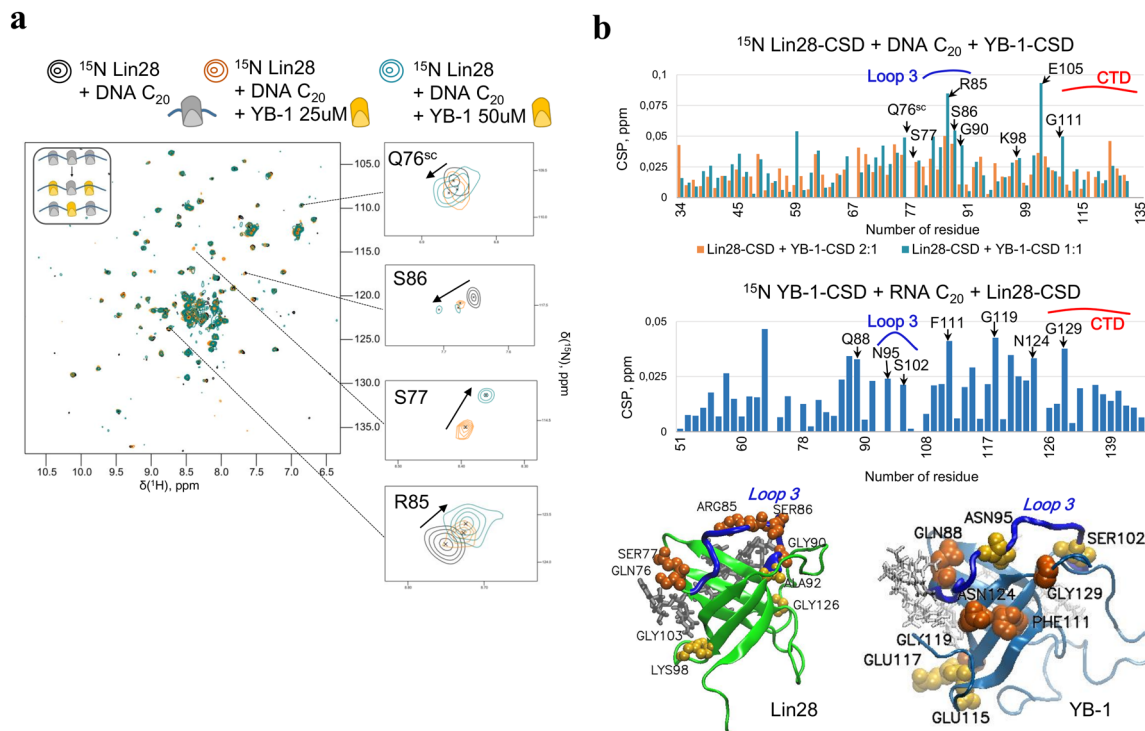 a
¹⁵N Lin28
+ DNA C₂₀
¹⁵N Lin28
+ DNA C₂₀
+ YB-1 25uM
¹⁵N Lin28
+ DNA C₂₀
+ YB-1 50uM
105.0
110.0
115.0
120.0
125.0
130.0
135.0
δ(¹⁵N), ppm
10.5 10.0 9.5 9.0 8.5 8.0 7.5 7.0 6.5
δ(¹H), ppm
Q76ˢᶜ
S86
7.7
S77
R85
b
¹⁵N Lin28-CSD + DNA C₂₀ + YB-1-CSD
Loop 3
CTD
0,1
0,075
0,05
0,025
0
CSP, ppm
Q76ˢᶜ
S77
R85
S86
G90
K98
E105
G111
34 45 59 67 77 91 99 115 135
Number of residue
Lin28-CSD + YB-1-CSD 2:1
Lin28-CSD + YB-1-CSD 1:1
¹⁵N YB-1-CSD + RNA C₂₀ + Lin28-CSD
Loop 3
CTD
0,05
0,025
0
CSP, ppm
Q88
N95
S102
F111
G119
N124
G129
51 60 78 90 108 117 126 139
Number of residue
ARG85
Loop 3
SER86
SER77
GLN76
GLY90
ALA92
GLY126
GLY103
LYS98
Lin28
Loop 3
ASN95
GLN88
SER102
ASN124
GLY129
PHE111
GLY119
GLU117
GLU115
YB-1